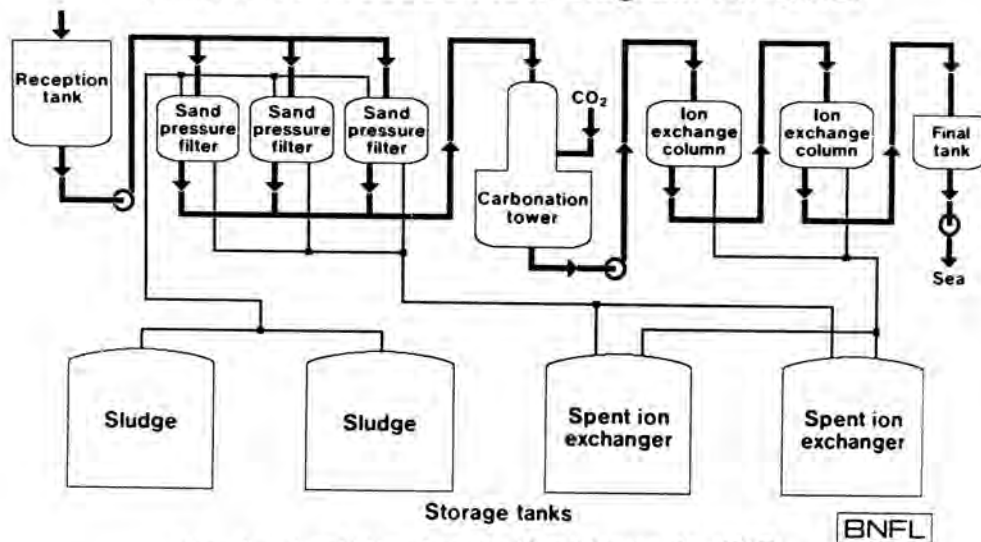 Reception
tank
Sand
pressure
filter
Sand
pressure
filter
Sand
pressure
filter
CO₂
Carbonation
tower
Ion
exchange
column
Ion
exchange
column
Final
tank
Sea
Sludge
Sludge
Spent ion
exchanger
Spent ion
exchanger
Storage tanks
BNFL